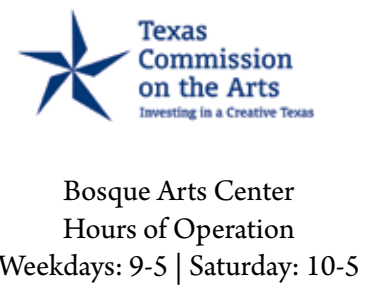 Texas
Commission
on the Arts
Investing in a Creative Texas
Bosque Arts Center
Hours of Operation
Weekdays: 9-5 | Saturday: 10-5